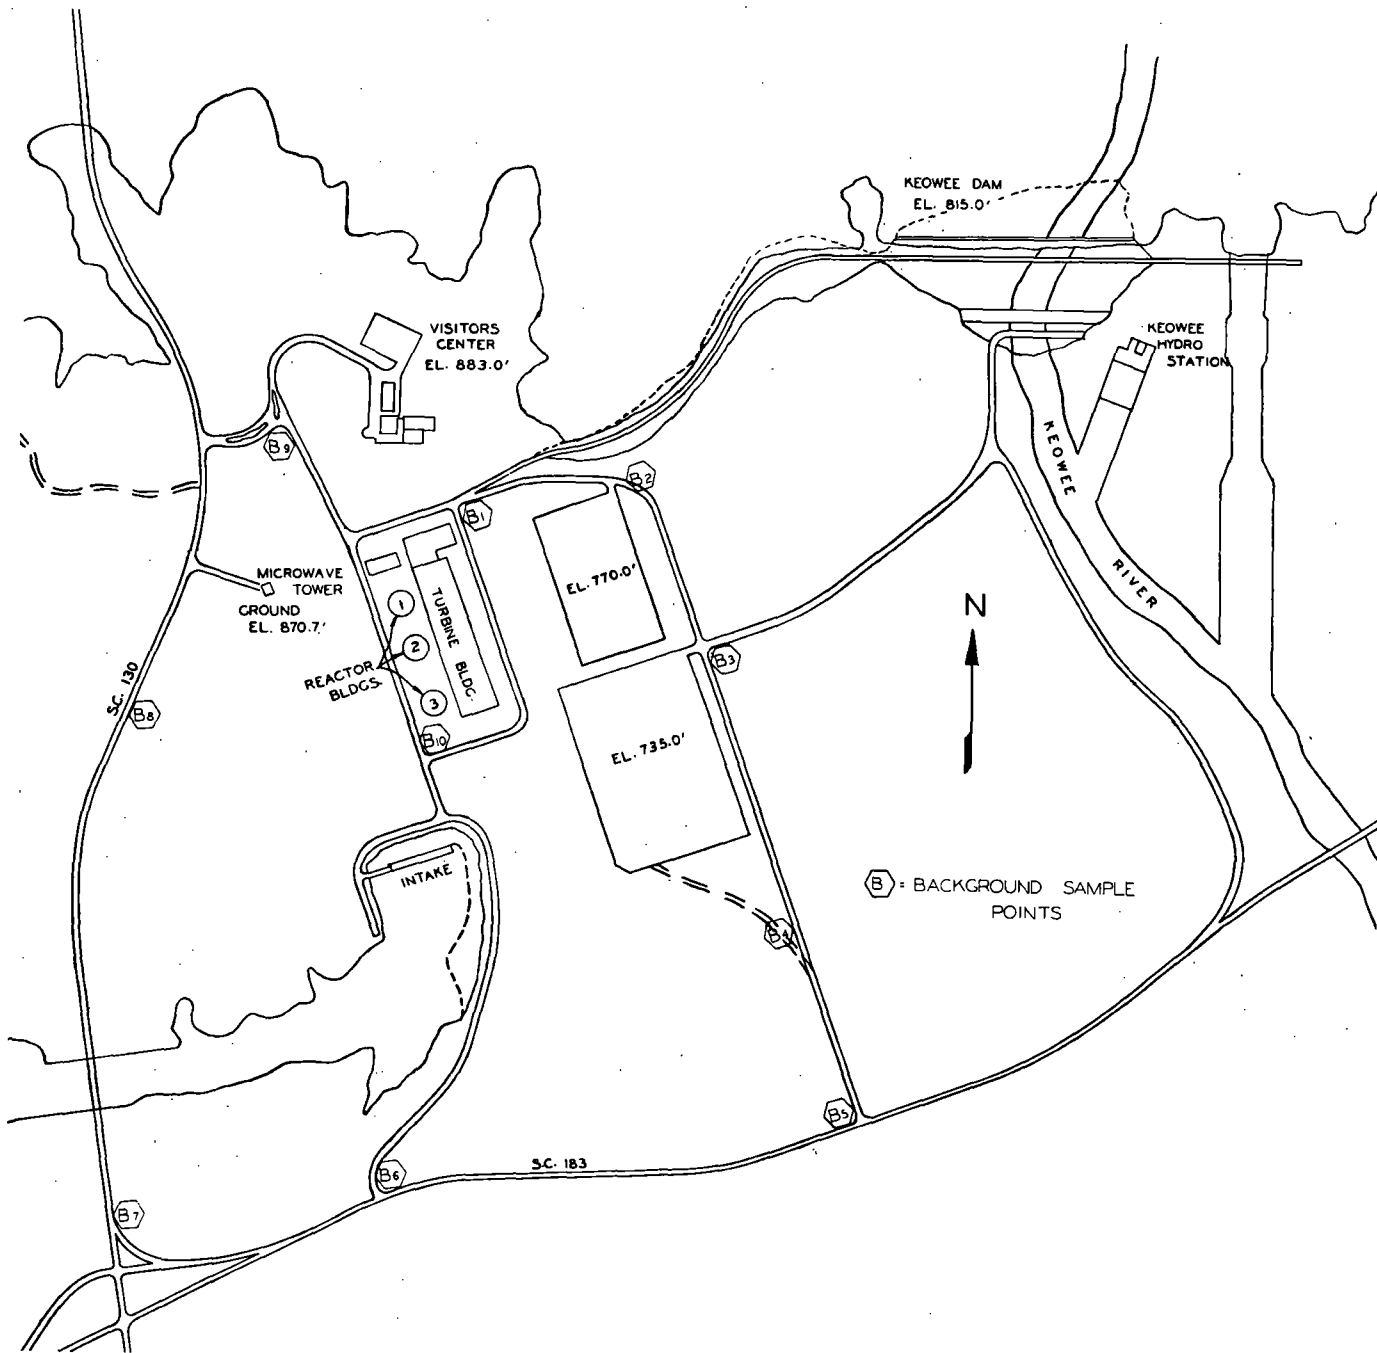 KEOWEE DAM
EL. 815.0'
VISITORS
CENTER
EL. 883.0'
KEOWEE
HYDRO
STATION
KEOWEE
RIVER
B9
B2
B1
MICROWAVE
TOWER
GROUND
EL. 870.7'
EL. 770.0'
TURBINE BLDG.
1
2
3
REACTOR
BLDGS.
N
B3
S.C. 130
B8
B10
EL. 735.0'
INTAKE
B = BACKGROUND SAMPLE
POINTS
B4
B5
S.C. 183
B6
B7